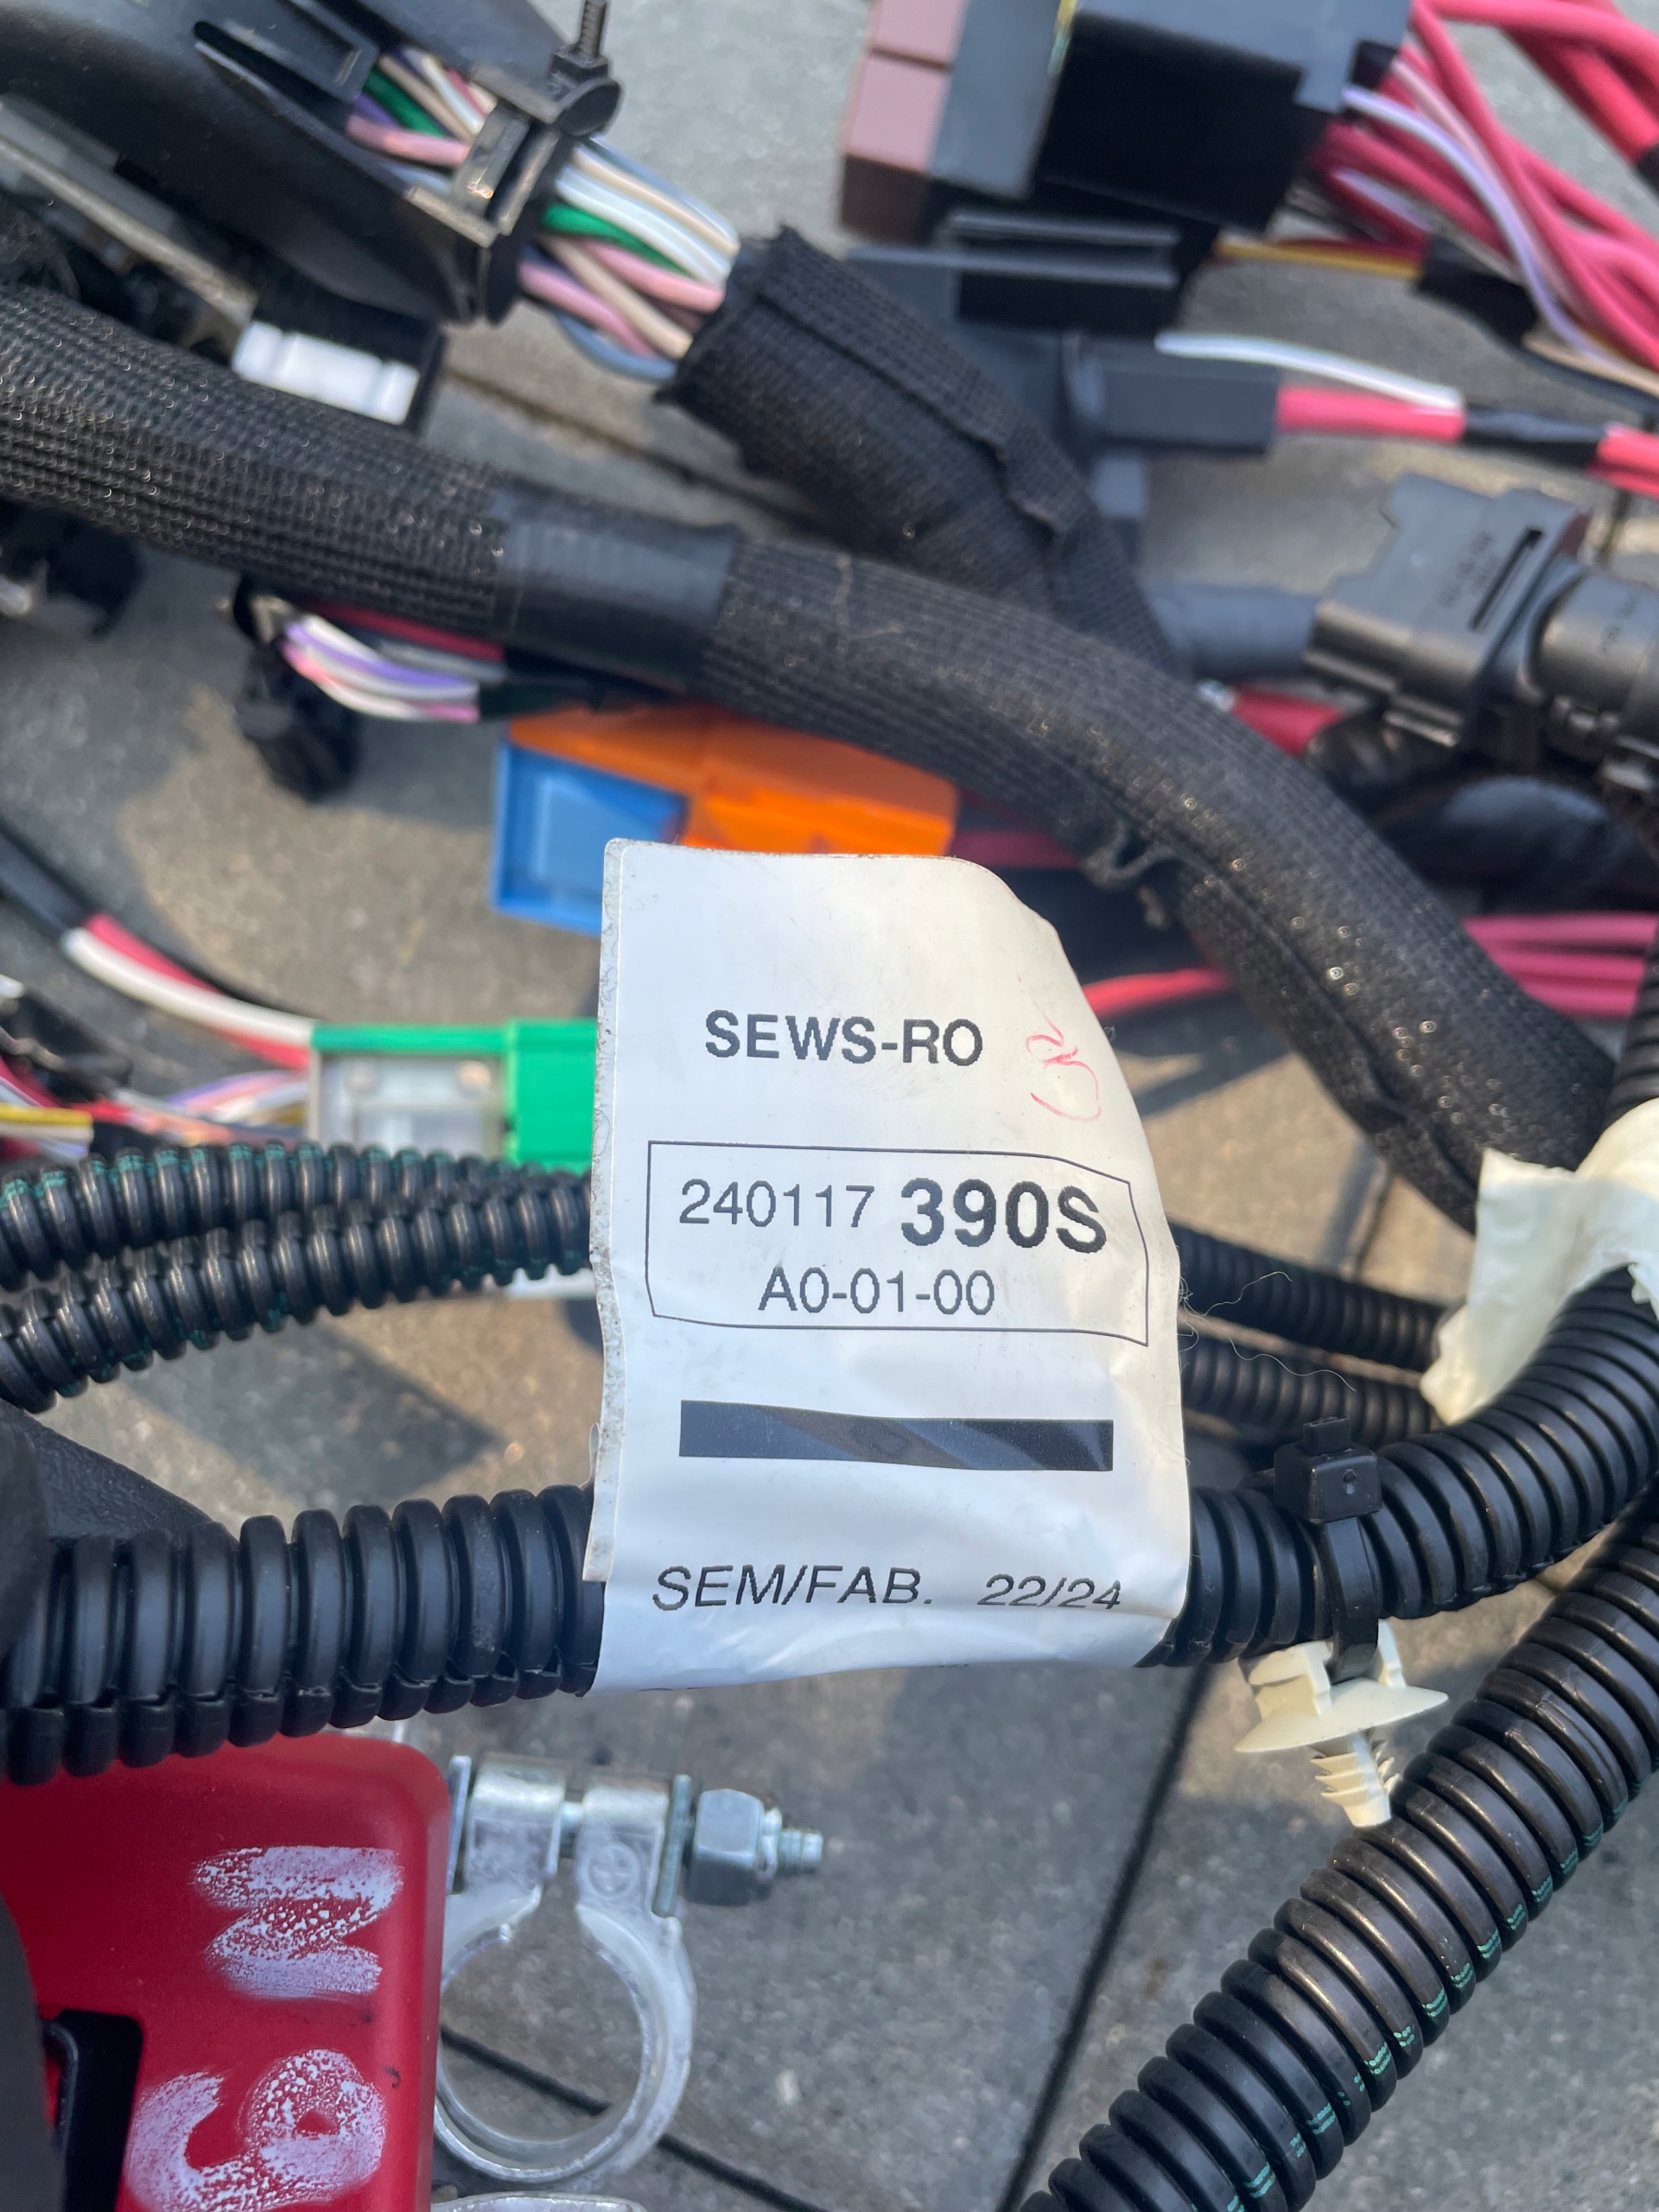 SEWS-RO
240117 390S
A0-01-00
SEM/FAB. 22/24